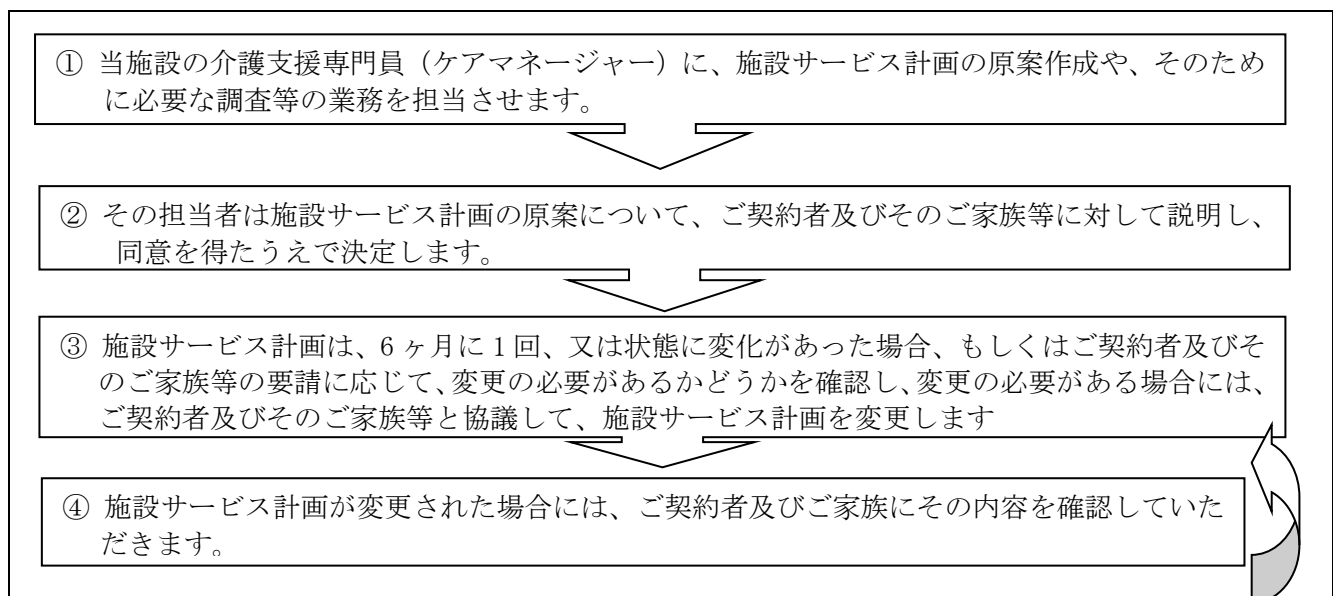 ① 当施設の介護支援専門員（ケアマネージャー）に、施設サービス計画の原案作成や、そのため
に必要な調査等の業務を担当させます。
② その担当者は施設サービス計画の原案について、ご契約者及びそのご家族等に対して説明し、
同意を得たうえで決定します。
③ 施設サービス計画は、6 ヶ月に 1 回、又は状態に変化があった場合、もしくはご契約者及びそ
のご家族等の要請に応じて、変更の必要があるかどうかを確認し、変更の必要がある場合には、
ご契約者及びそのご家族等と協議して、施設サービス計画を変更します
④ 施設サービス計画が変更された場合には、ご契約者及びご家族にその内容を確認していた
だきます。